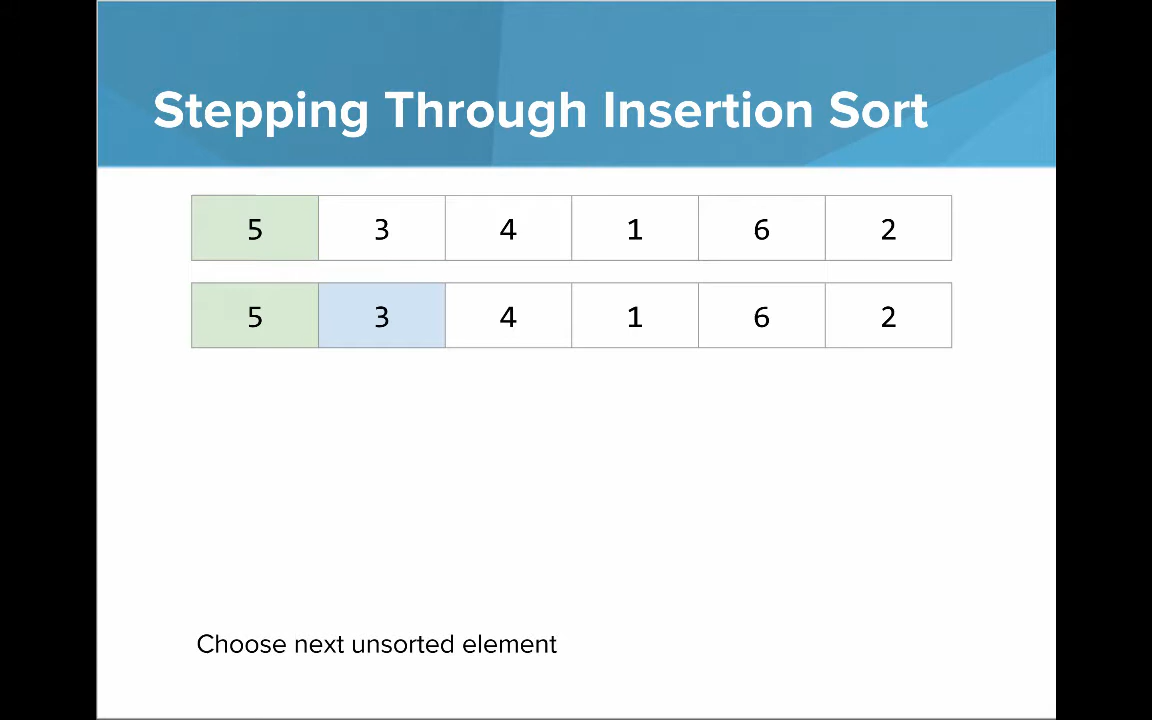 Stepping Through Insertion Sort
5 3 4 1 6 2
5 3 4 1 6 2
Choose next unsorted element